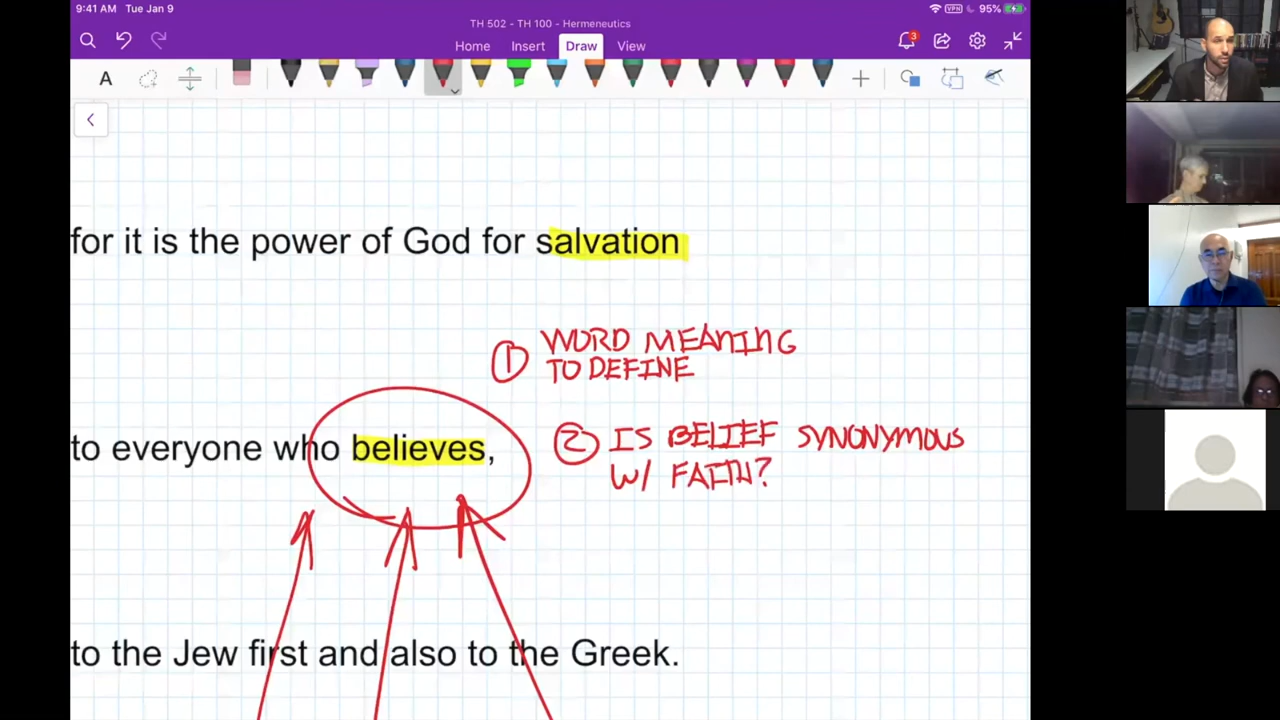 9:41 AM Tue Jan 9
VPN 95%
TH 502 - TH 100 - Hermeneutics
3
Home Insert Draw View
A
for it is the power of God for salvation
① WORD MEANING
TO DEFINE
to everyone who believes,
② IS BELIEF SYNONYMOUS
W/ FAITH?
to the Jew first and also to the Greek.